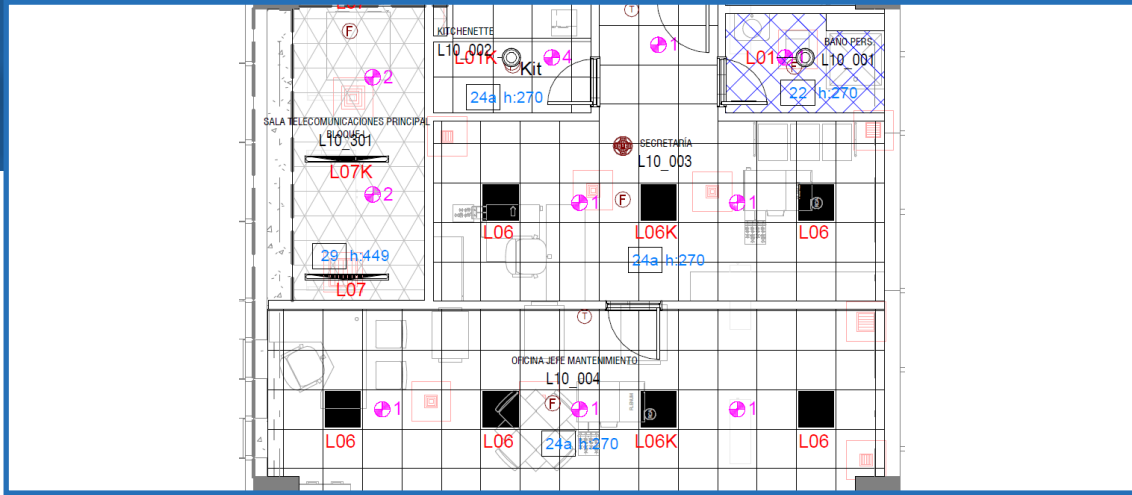 L07
F
T
KITCHENETTE
L10_002
L01K
4
Kit
24a h:270
1
BAÑO PERS.
L10_001
L01
22 h:270
2
SALA TELECOMUNICACIONES PRINCIPAL
BLOQUE L
L10_301
L07K
2
29 h:449
L07
SECRETARÍA
L10_003
1
F
1
L06
L06K
L06
24a h:270
T
OFICINA JEFE MANTENIMIENTO
L10_004
1
F
1
1
L06
L06
L06K
L06
24a h:270